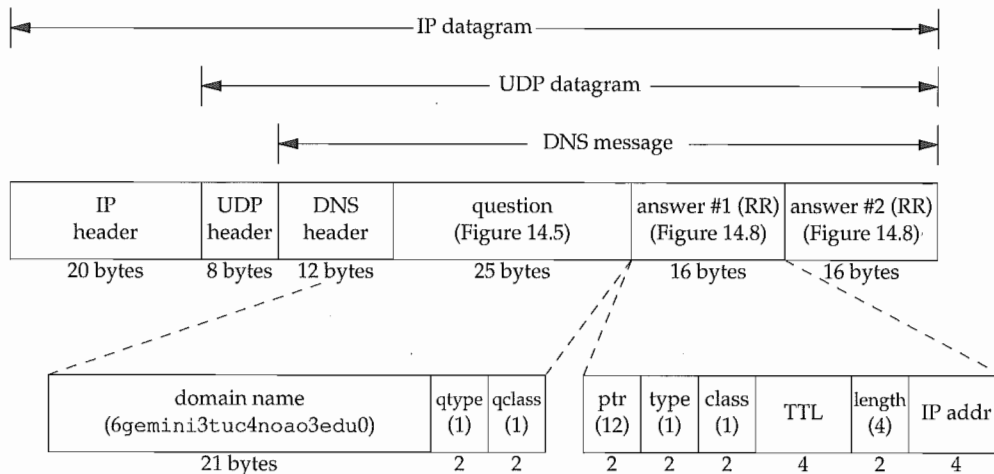 IP datagram
UDP datagram
DNS message
IP header
UDP header
DNS header
question (Figure 14.5)
answer #1 (RR) (Figure 14.8)
answer #2 (RR) (Figure 14.8)
20 bytes
8 bytes
12 bytes
25 bytes
16 bytes
16 bytes
domain name (6gemini3tuc4noao3edu0)
qtype (1)
qclass (1)
ptr (12)
type (1)
class (1)
TTL
length (4)
IP addr
21 bytes
2
2
2
2
2
4
2
4